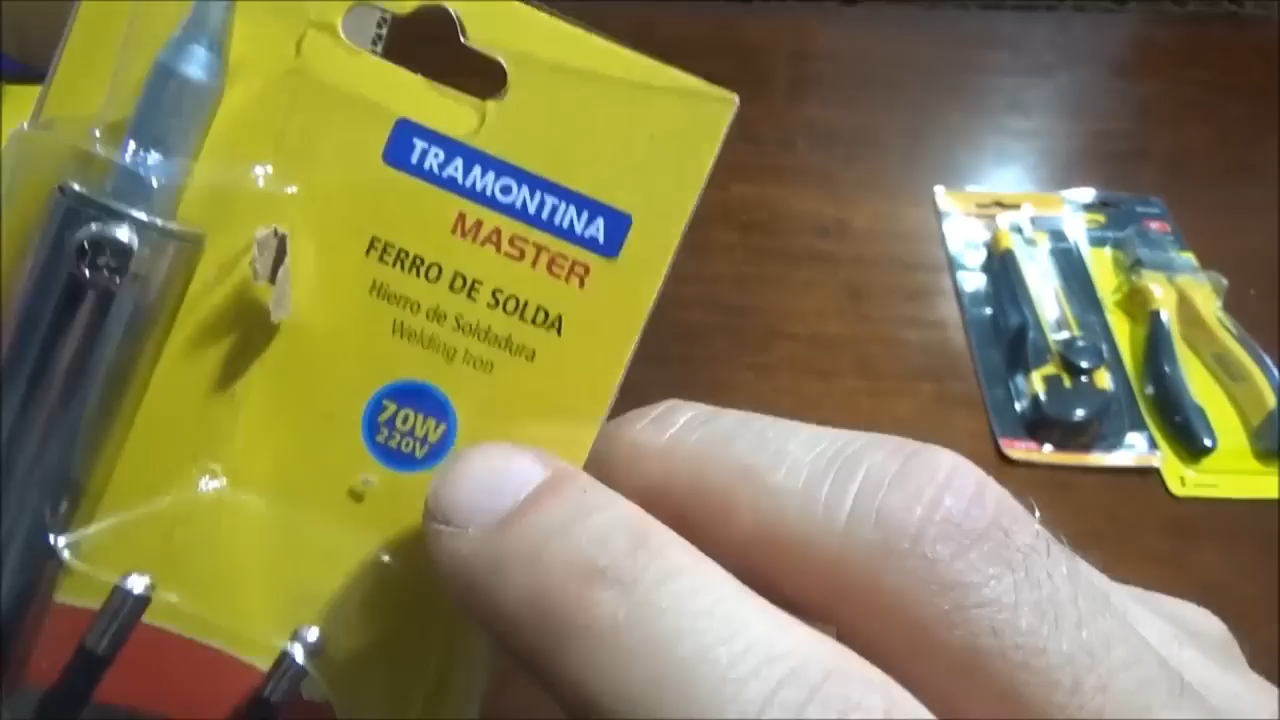 TRAMONTINA
MASTER
FERRO DE SOLDA
Hierro de Soldadura
Welding Iron
70W
220V